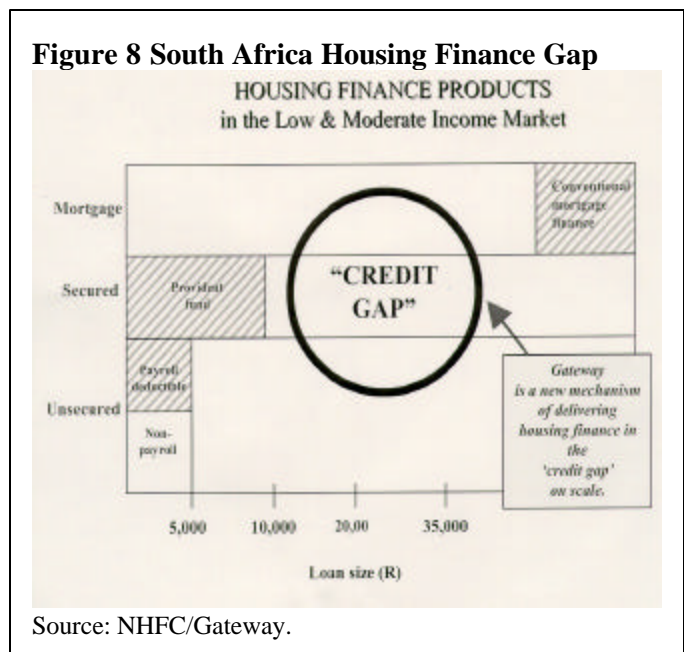 Figure 8 South Africa Housing Finance Gap
HOUSING FINANCE PRODUCTS
in the Low & Moderate Income Market
Mortgage
Conventional
mortgage
finance
Secured
Provident
fund
“CREDIT
GAP”
Unsecured
Payroll
deductible
Non-
payroll
Gateway
is a new mechanism
of delivering
housing finance in
the
'credit gap'
on scale.
5,000
10,000
20,00
35,000
Loan size (R)
Source: NHFC/Gateway.